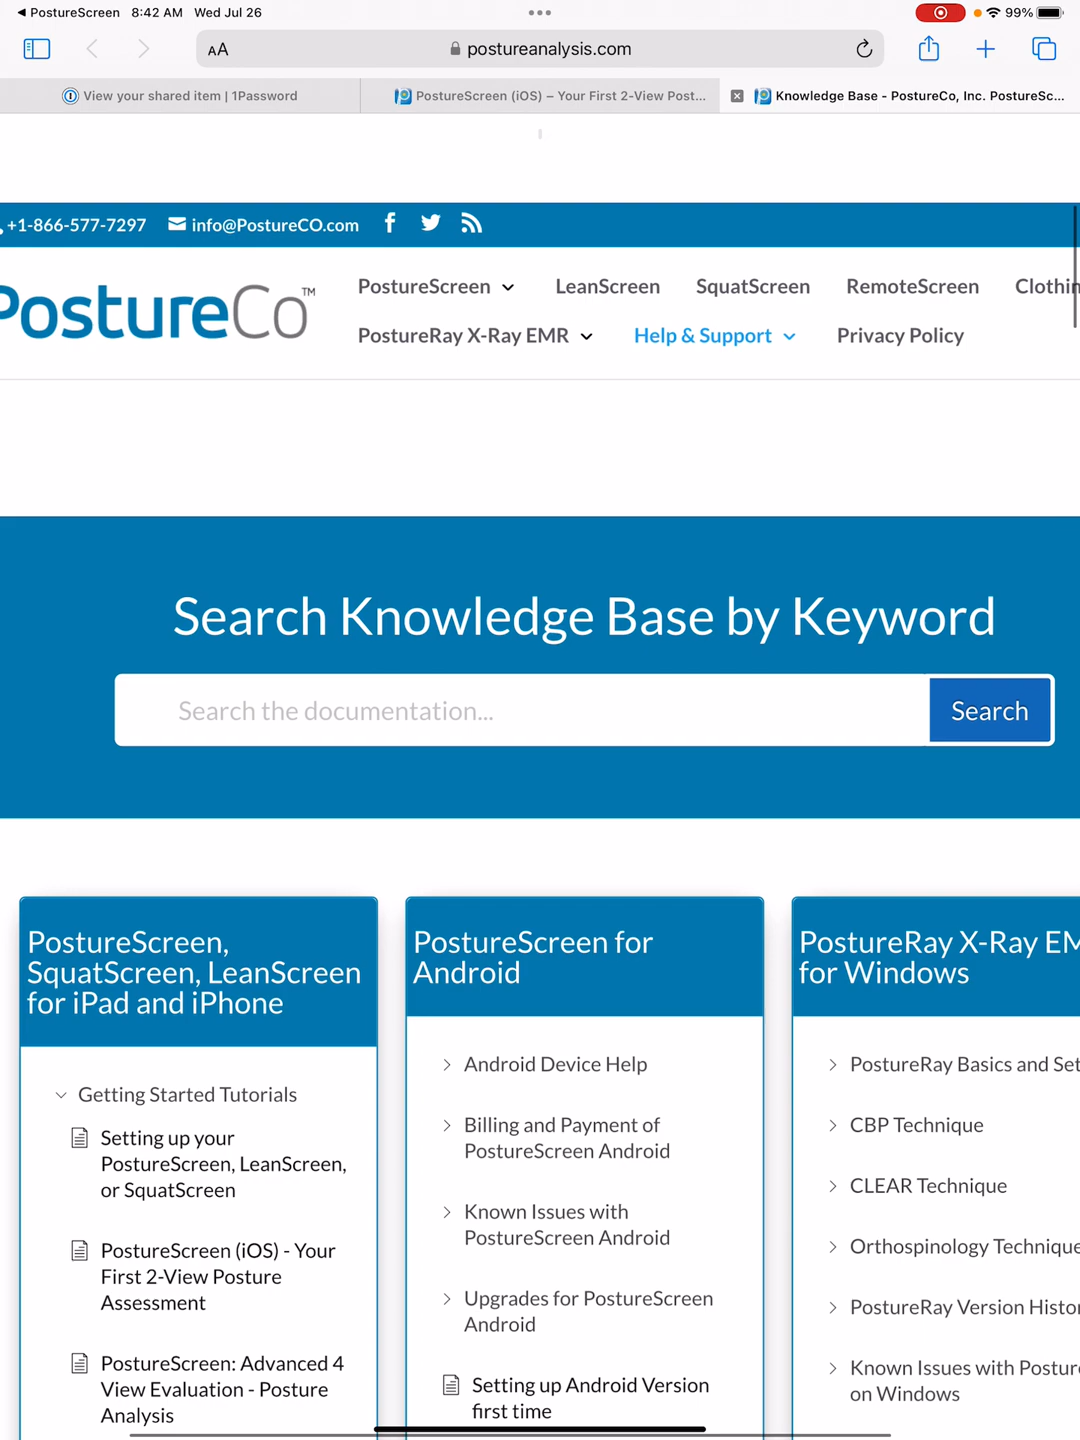 PostureScreen 8:42 AM Wed Jul 26 99%
AA postureanalysis.com
View your shared item | 1Password PostureScreen (iOS) – Your First 2-View Post... Knowledge Base - PostureCo, Inc. PostureSc...
+1-866-577-7297 info@PostureCO.com
PostureCo™
PostureScreen LeanScreen SquatScreen RemoteScreen Clothin
PostureRay X-Ray EMR Help & Support Privacy Policy
Search Knowledge Base by Keyword
Search the documentation... Search
PostureScreen,
SquatScreen, LeanScreen
for iPad and iPhone
Getting Started Tutorials
Setting up your
PostureScreen, LeanScreen,
or SquatScreen
PostureScreen (iOS) - Your
First 2-View Posture
Assessment
PostureScreen: Advanced 4
View Evaluation - Posture
Analysis
PostureScreen for
Android
Android Device Help
Billing and Payment of
PostureScreen Android
Known Issues with
PostureScreen Android
Upgrades for PostureScreen
Android
Setting up Android Version
first time
PostureRay X-Ray EM
for Windows
PostureRay Basics and Set
CBP Technique
CLEAR Technique
Orthospinology Technique
PostureRay Version Histor
Known Issues with Postur
on Windows